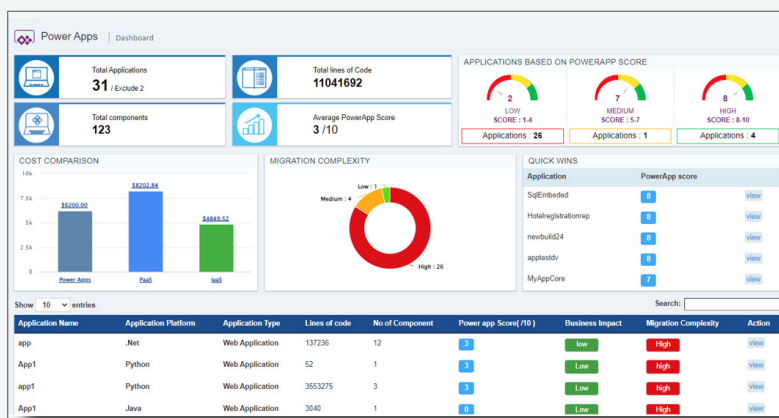 Power Apps | Dashboard
Total Applications
31 / Exclude 2
Total lines of Code
11041692
Total components
123
Average PowerApp Score
3 /10
APPLICATIONS BASED ON POWERAPP SCORE
2
LOW
SCORE : 1-4
Applications : 26
7
MEDIUM
SCORE : 5-7
Applications : 1
8
HIGH
SCORE : 8-10
Applications : 4
COST COMPARISON
10k
7.5k
5k
2.5k
0
$6200.00
$8202.84
$4849.52
Power Apps
PaaS
IaaS
MIGRATION COMPLEXITY
Low : 1
Medium : 4
High : 26
QUICK WINS
Application PowerApp score
SqlEmbeded 8 view
Hotelregistrationrep 8 view
newbuild24 8 view
apptestdv 8 view
MyAppCore 7 view
Show 10 entries
Search:
Application Name Application Platform Application Type Lines of code No of Component Power app Score( /10 ) Business Impact Migration Complexity Action
app .Net Web Application 137236 12 3 low High view
App1 Python Web Application 52 1 3 Low high view
app1 Python Web Application 3553275 3 3 Low high view
App1 Java Web Application 3040 1 0 Low High view